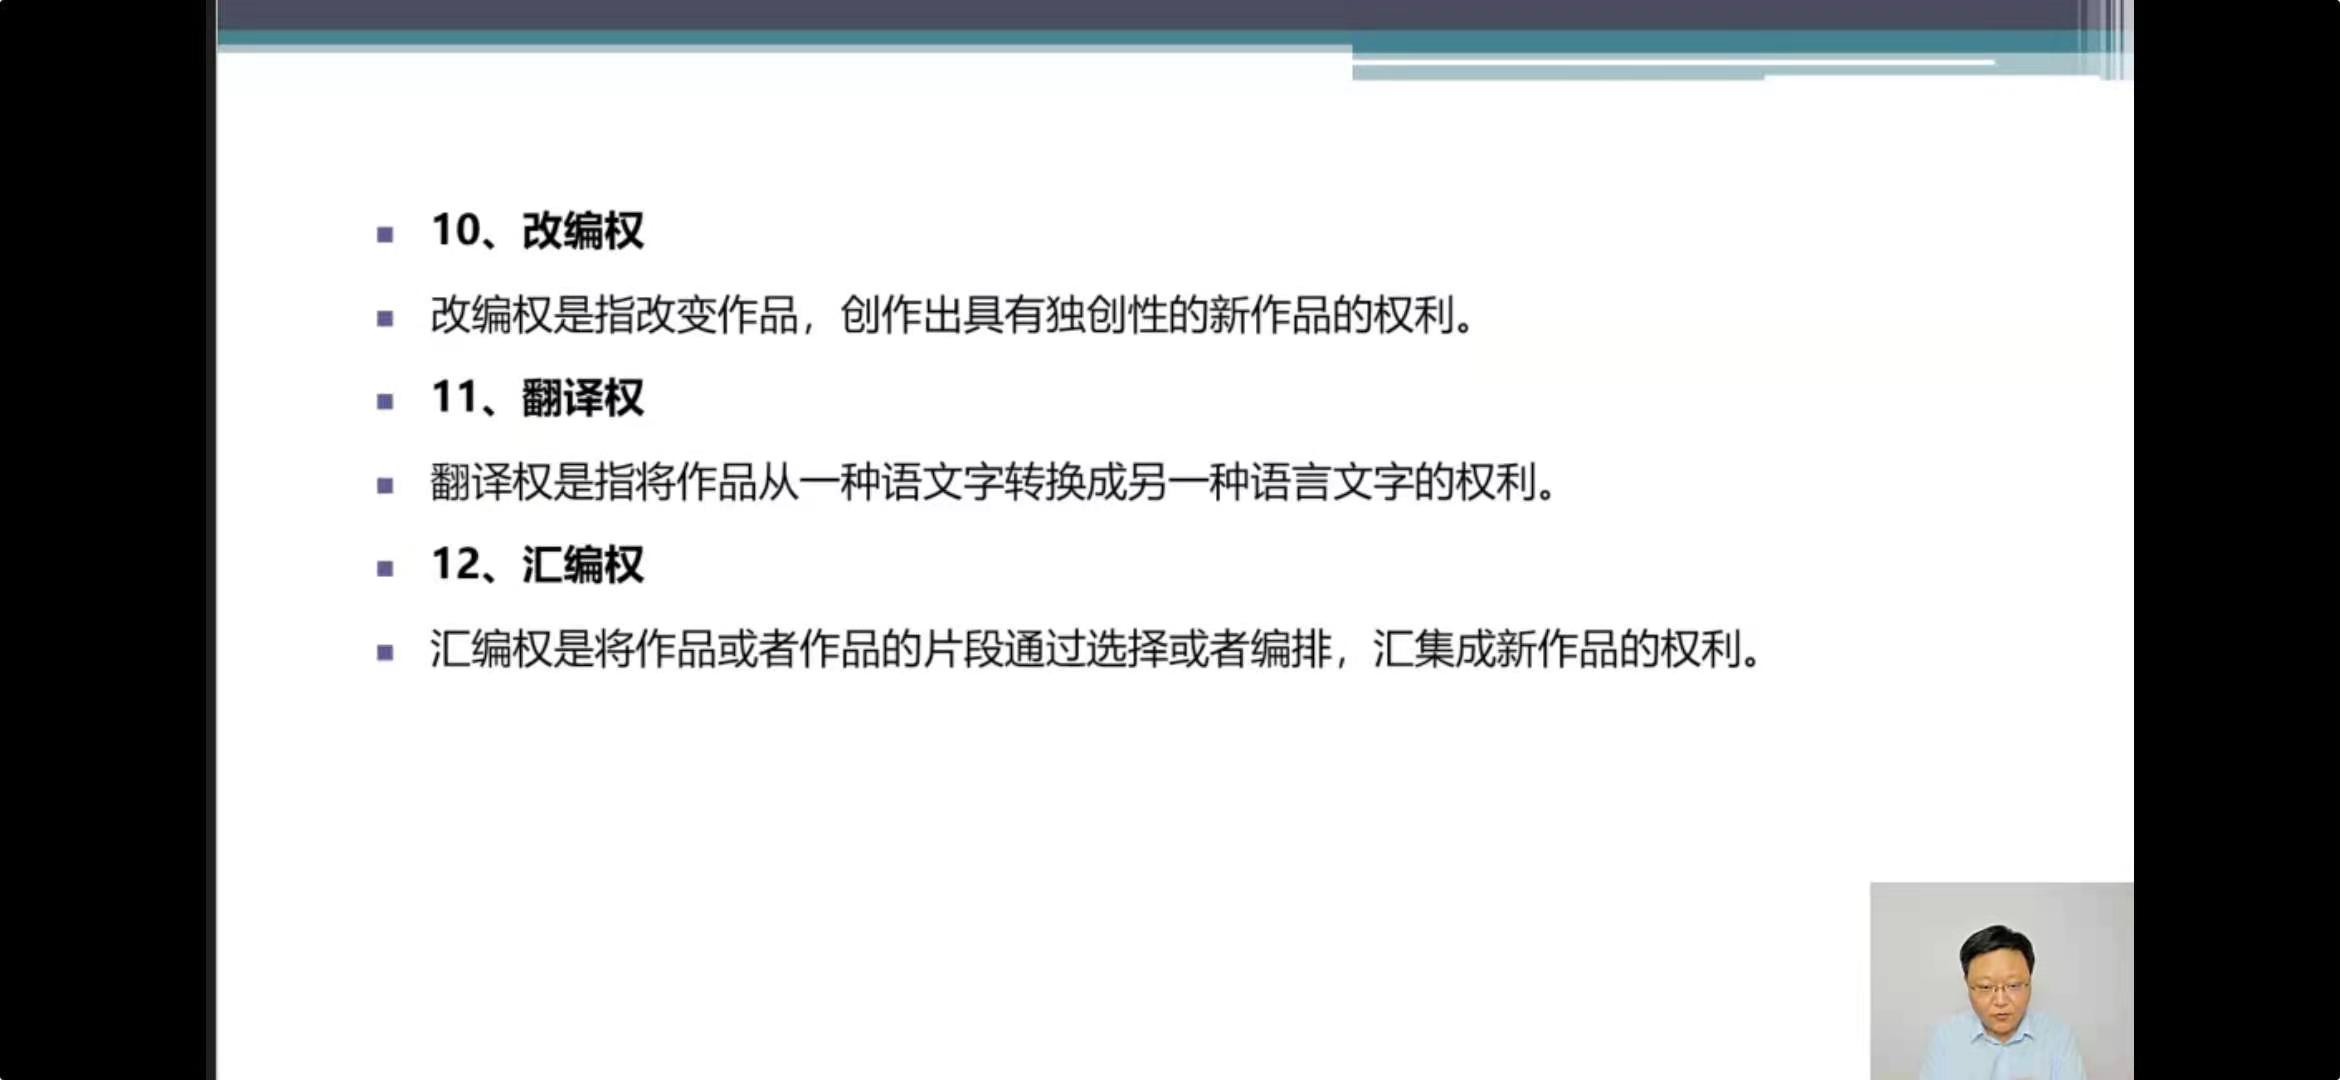 10、改编权
改编权是指改变作品，创作出具有独创性的新作品的权利。
11、翻译权
翻译权是指将作品从一种语文字转换成另一种语言文字的权利。
12、汇编权
汇编权是将作品或者作品的片段通过选择或者编排，汇集成新作品的权利。